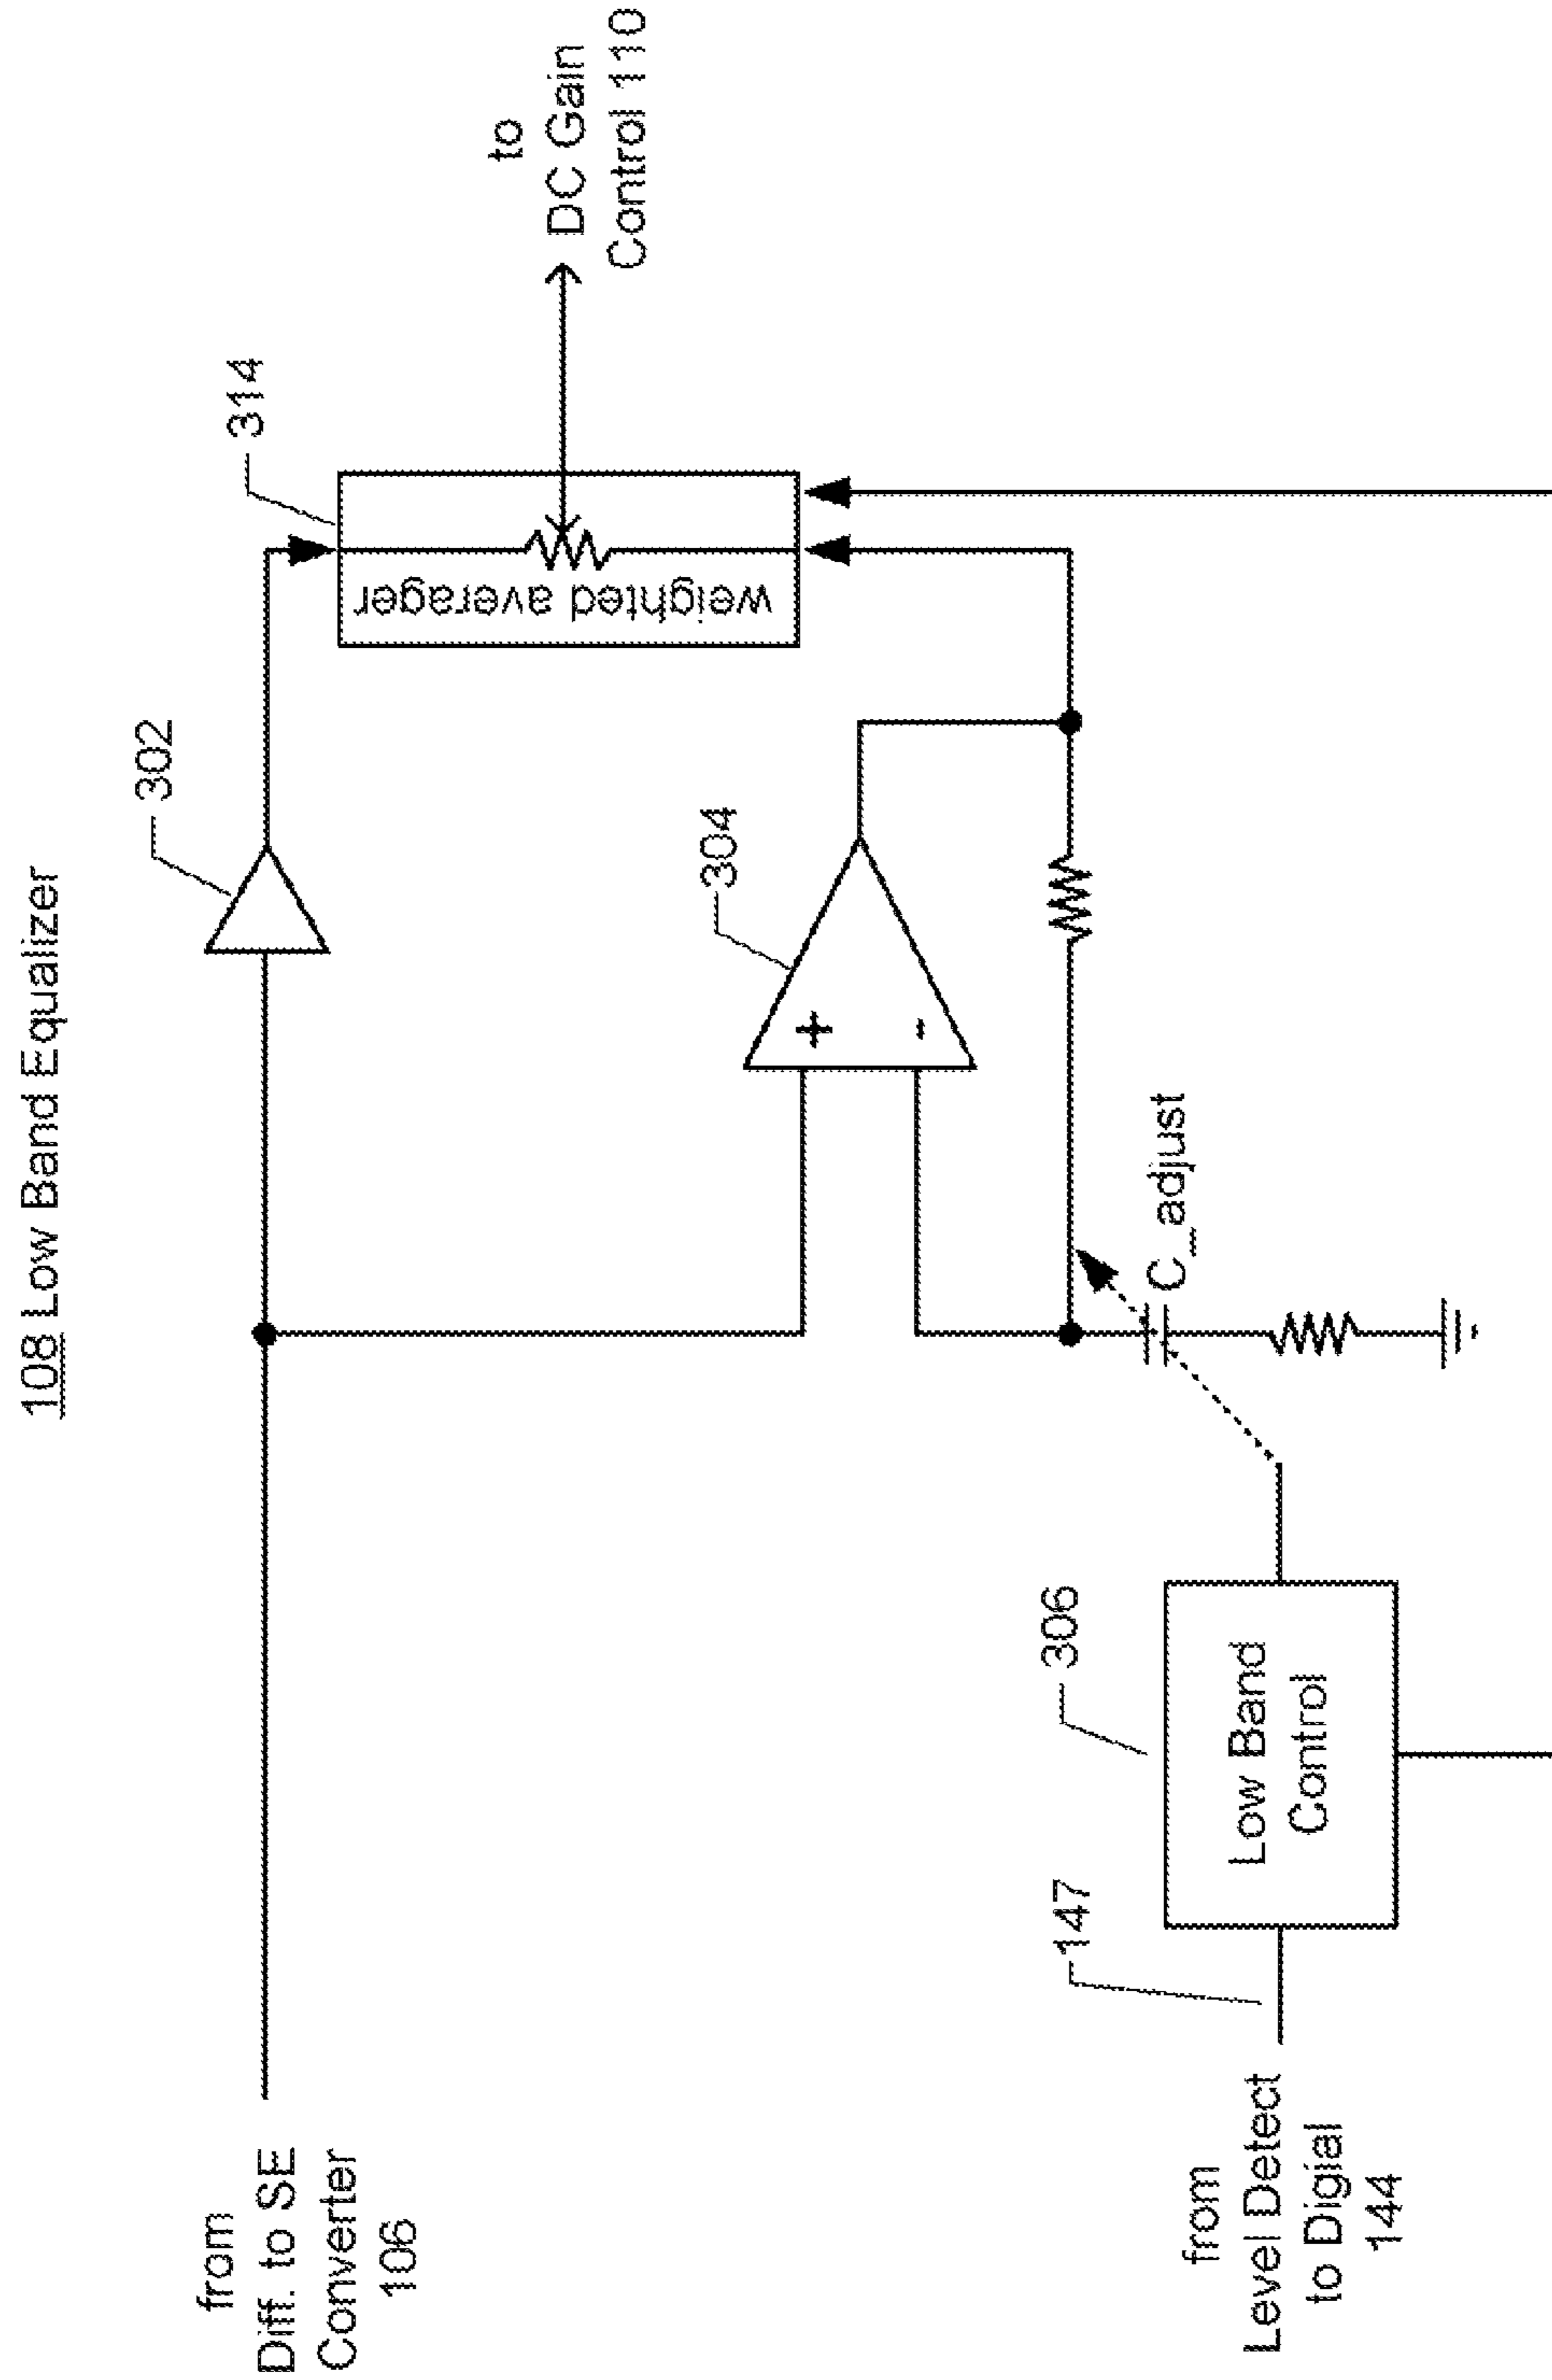 108 Low Band Equalizer
from
Diff. to SE
Converter
106
302
304
314
weighted averager
to
DC Gain
Control 110
C_adjust
306
Low Band
Control
147
from
Level Detect
to Digial
144
+
-